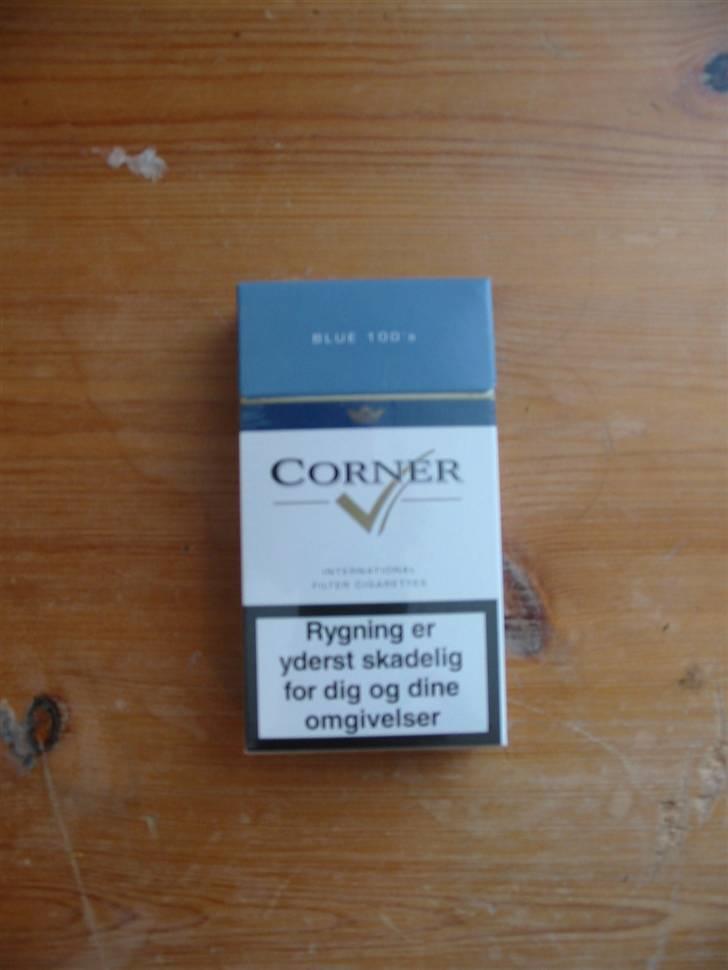 BLUE 100's
CORNER
INTERNATIONAL
FILTER CIGARETTES
Rygning er
yderst skadelig
for dig og dine
omgivelser